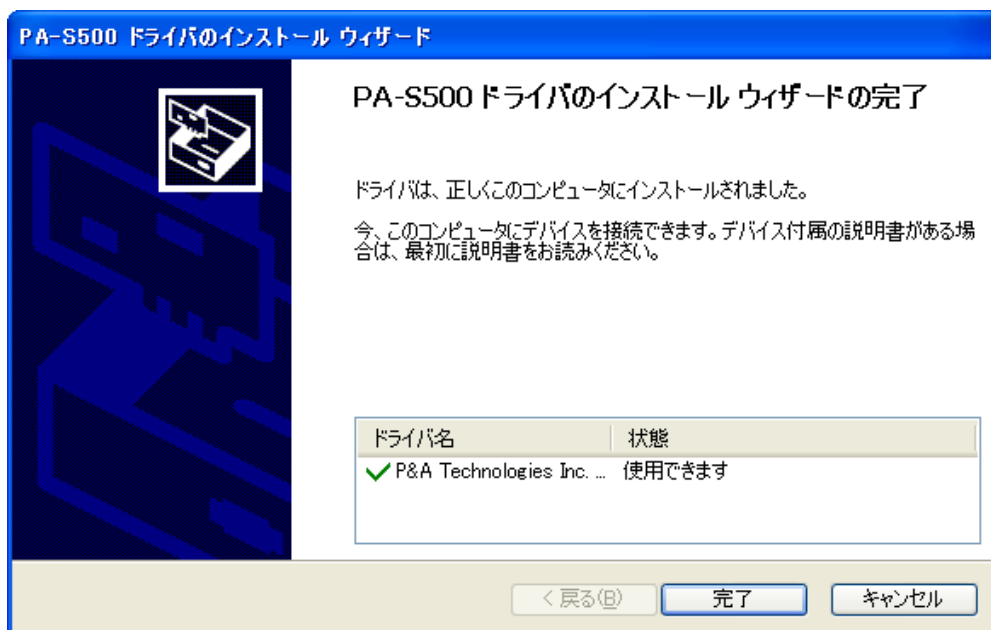 PA-S500 ドライバのインストール ウィザード
PA-S500 ドライバのインストール ウィザードの完了
ドライバは、正しくこのコンピュータにインストールされました。
今、このコンピュータにデバイスを接続できます。デバイス付属の説明書がある場
合は、最初に説明書をお読みください。
ドライバ名 状態
P&A Technologies Inc. ... 使用できます
< 戻る(B) 完了 キャンセル